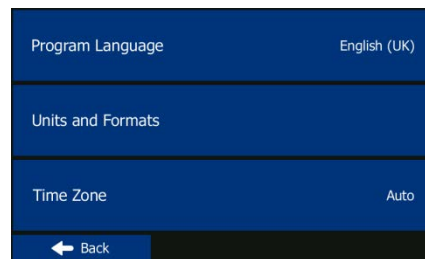 Program Language
English (UK)
Units and Formats
Time Zone
Auto
Back